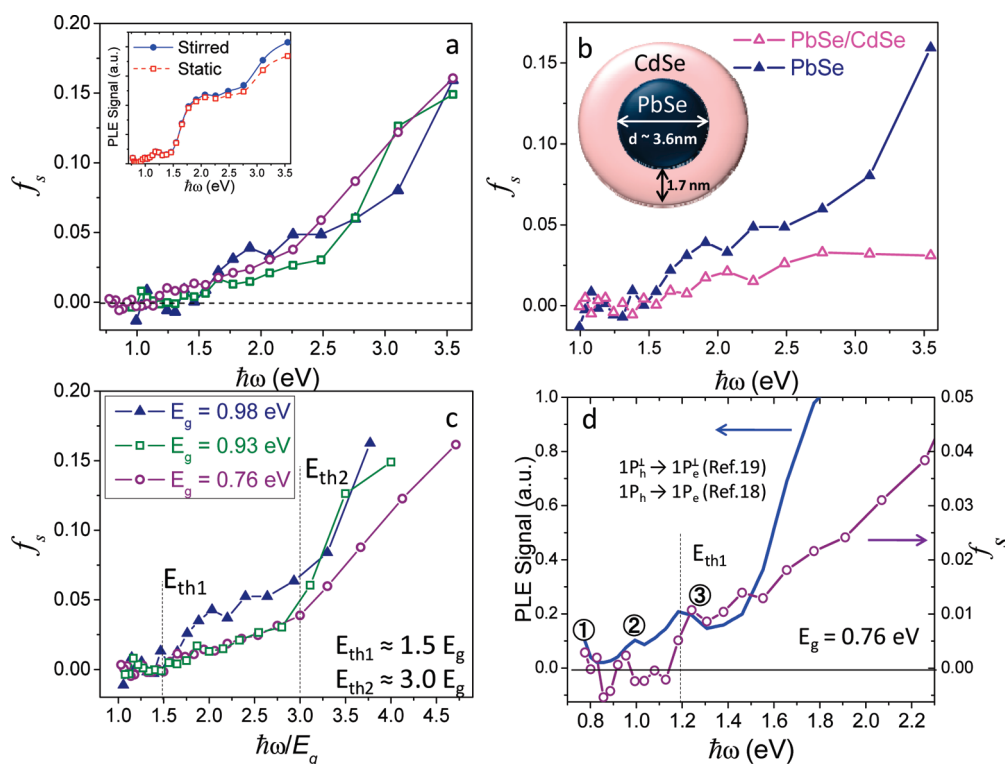 a
0.20
0.15
0.10
0.05
0.00
f_s
1.0 1.5 2.0 2.5 3.0 3.5
ħω (eV)
Stirred
Static
PLE Signal (a.u.)
1.0 1.5 2.0 2.5 3.0 3.5
ħω (eV)
b
PbSe/CdSe
PbSe
CdSe
PbSe
d ~ 3.6nm
1.7 nm
0.15
0.10
0.05
0.00
f_s
1.0 1.5 2.0 2.5 3.0 3.5
ħω (eV)
c
E_g = 0.98 eV
E_g = 0.93 eV
E_g = 0.76 eV
E_th1
E_th2
E_th1 ≈ 1.5 E_g
E_th2 ≈ 3.0 E_g
0.20
0.15
0.10
0.05
0.00
f_s
1.0 1.5 2.0 2.5 3.0 3.5 4.0 4.5
ħω/E_g
d
1P_h^⊥ → 1P_e^⊥ (Ref.19)
1P_h → 1P_e (Ref.18)
E_th1
① ② ③
E_g = 0.76 eV
1.0
0.8
0.6
0.4
0.2
0.0
PLE Signal (a.u.)
0.05
0.04
0.03
0.02
0.01
0.00
f_s
0.8 1.0 1.2 1.4 1.6 1.8 2.0 2.2
ħω (eV)